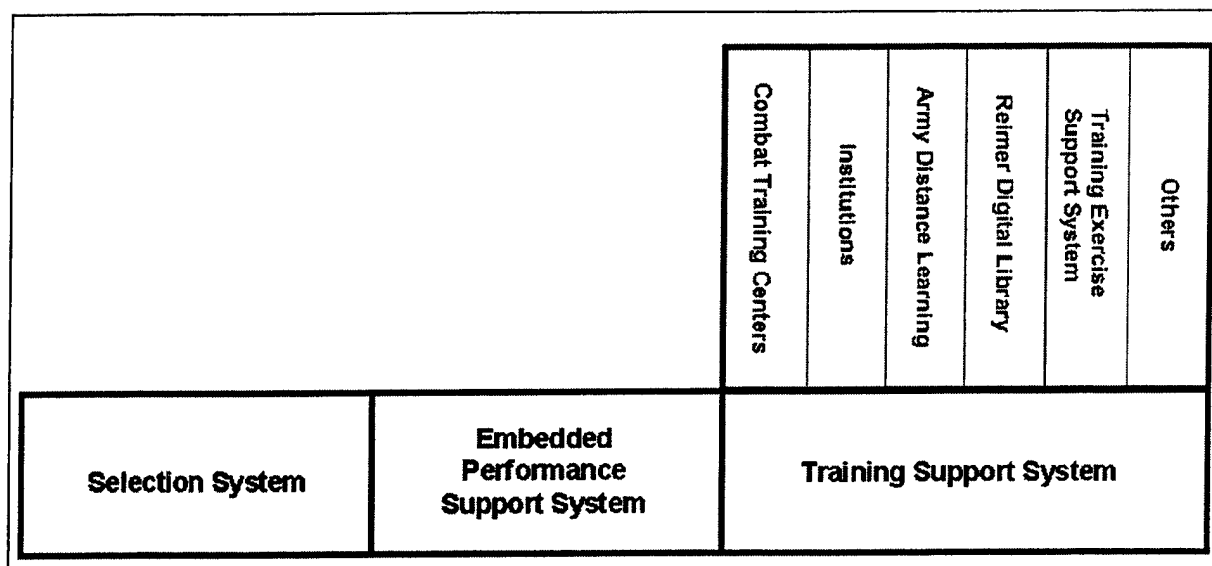 Combat Training Centers
Institutions
Army Distance Learning
Reimer Digital Library
Training Exercise
Support System
Others
Selection System
Embedded
Performance
Support System
Training Support System